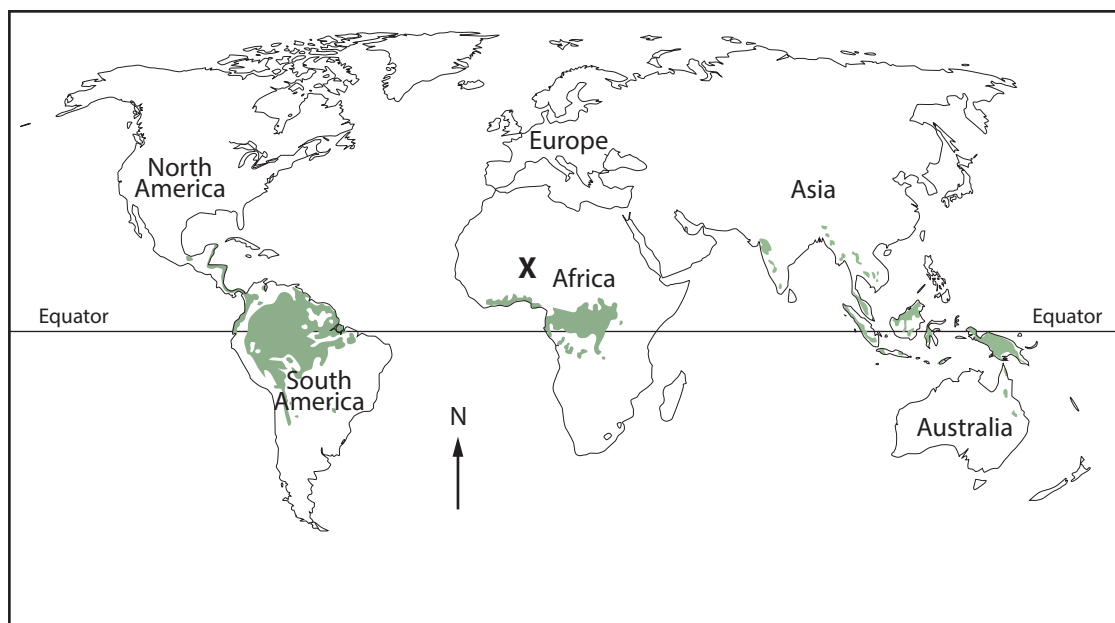 Europe
North
America
Asia
X
Africa
Equator
Equator
South
America
N
Australia